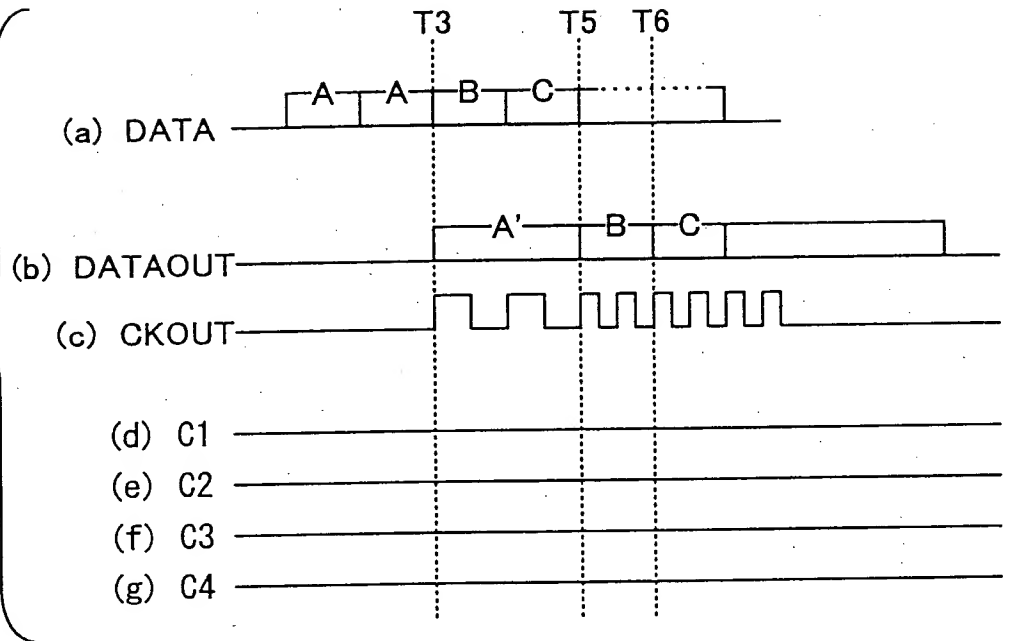 T3 T5 T6
A A B C
(a) DATA
A' B C
(b) DATAOUT
(c) CKOUT
(d) C1
(e) C2
(f) C3
(g) C4